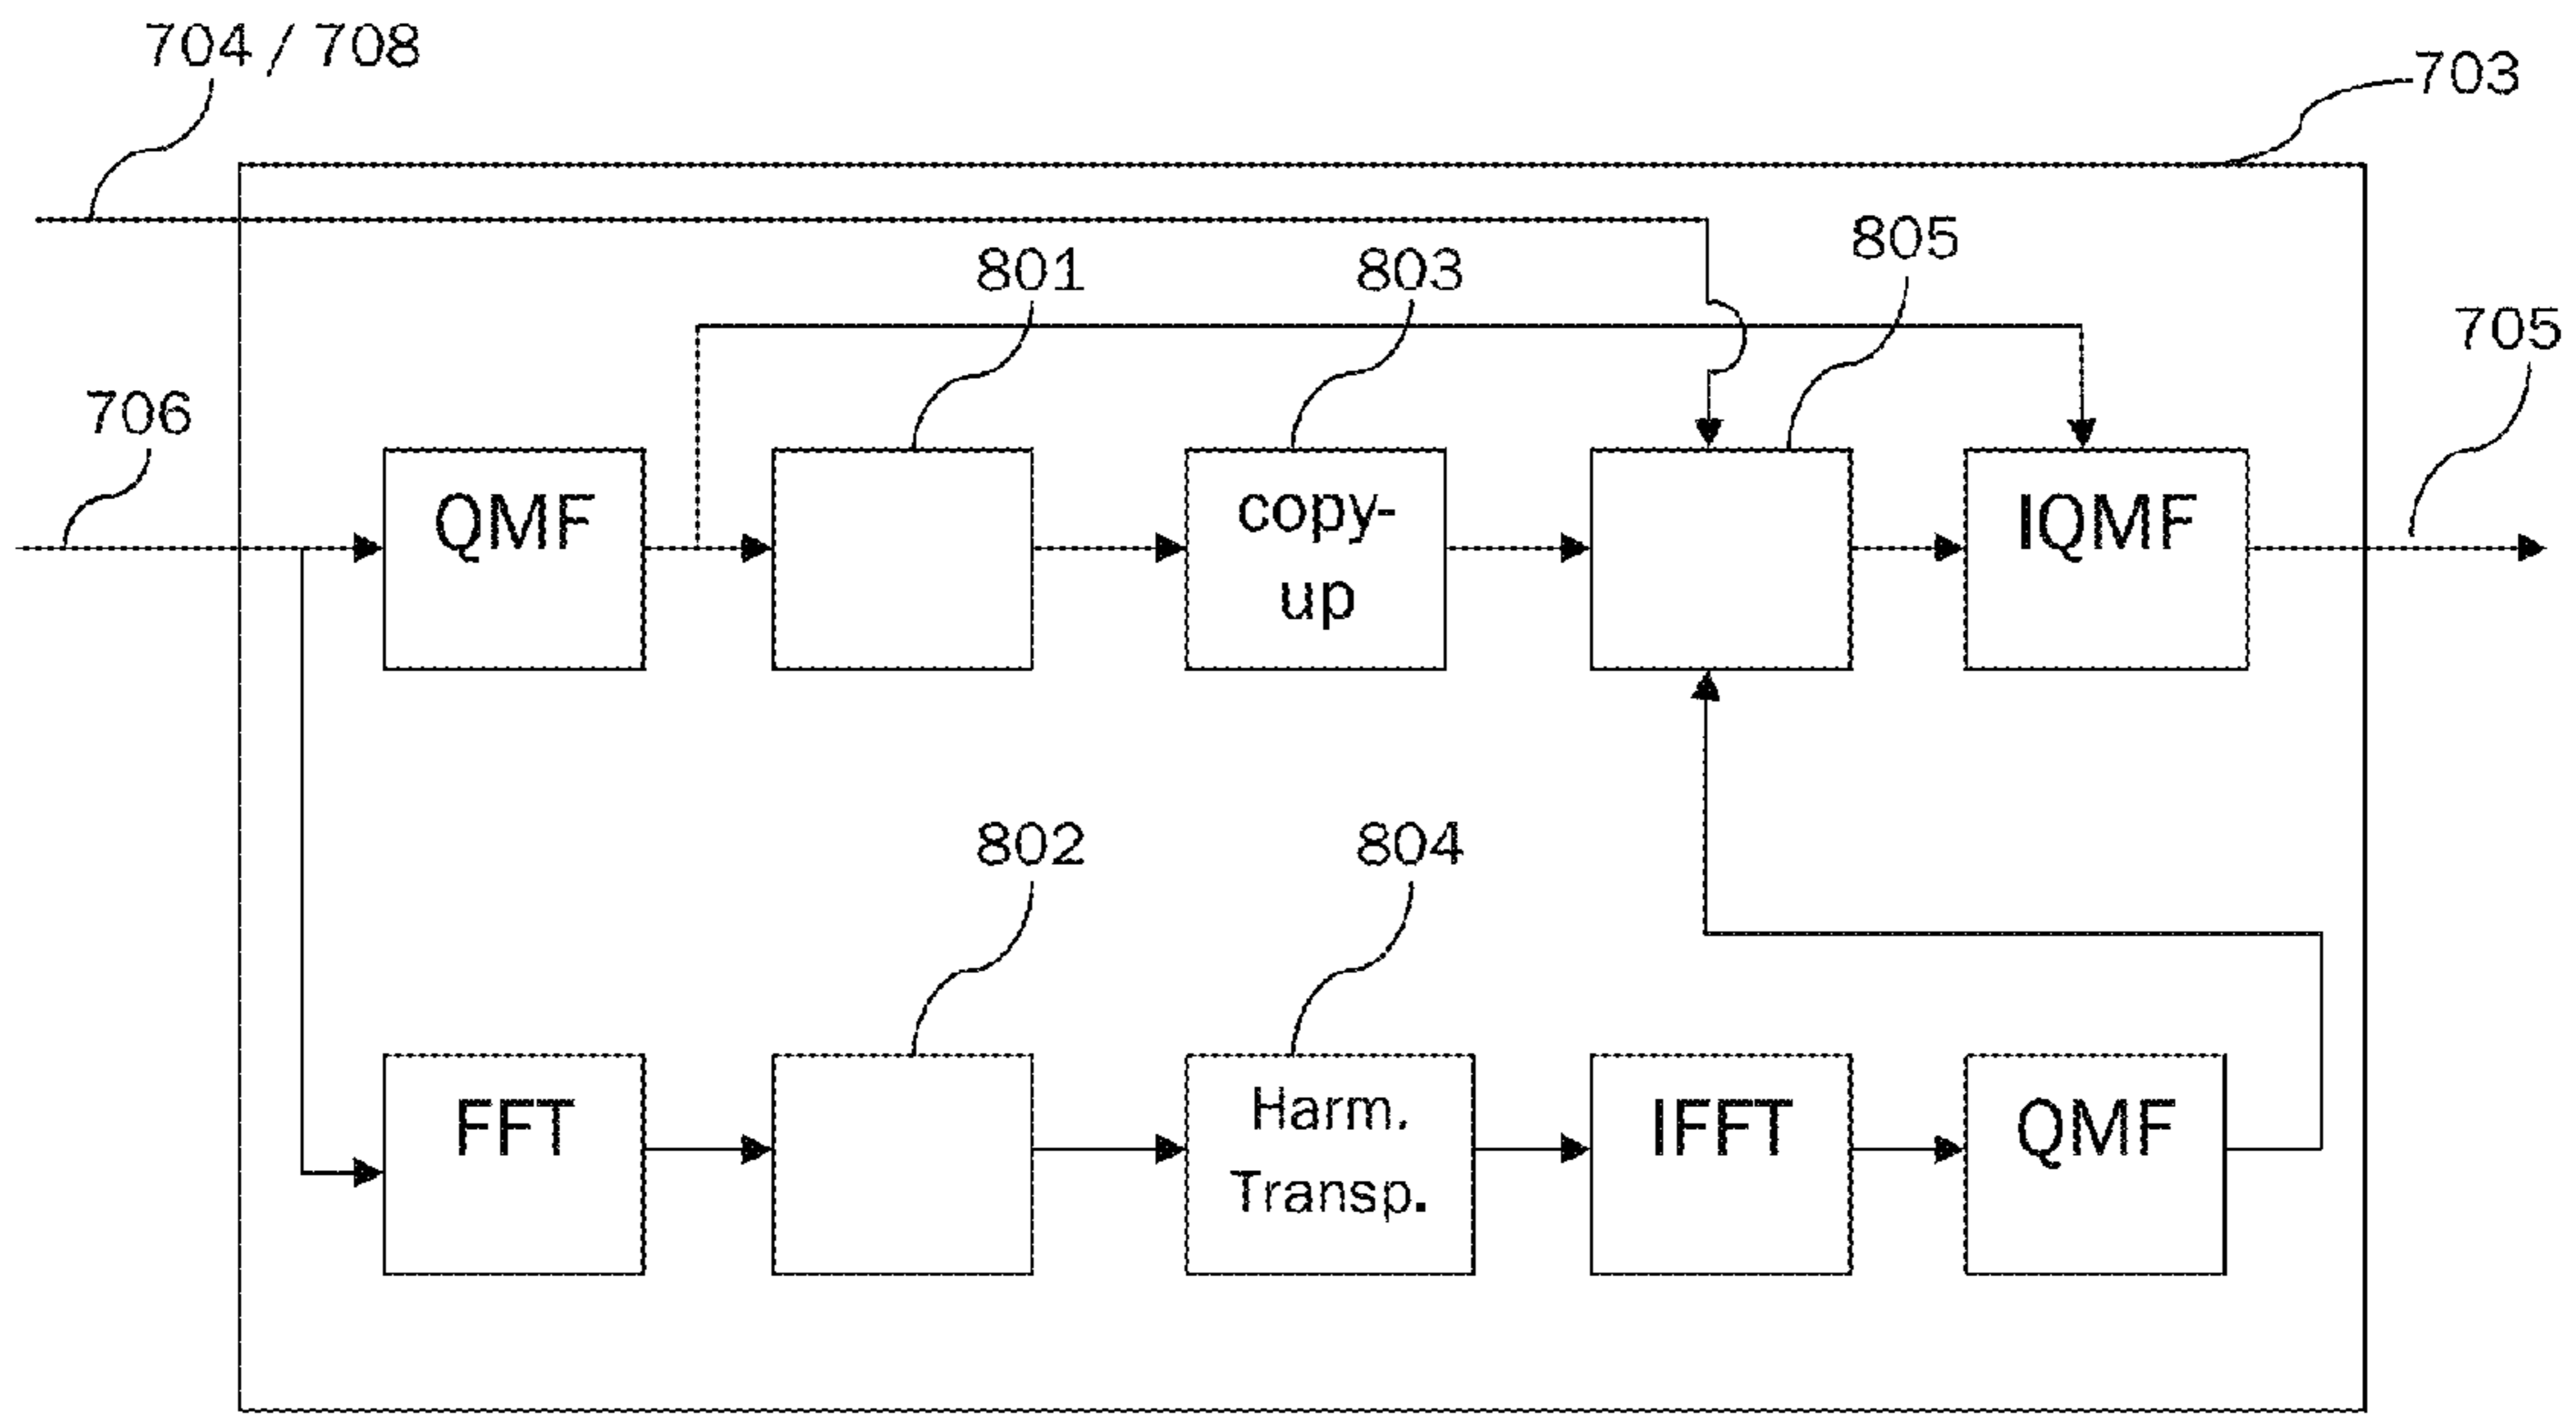 704 / 708
703
801
803
805
705
706
QMF
copy-
up
IQMF
802
804
FFT
Harm.
Transp.
IFFT
QMF